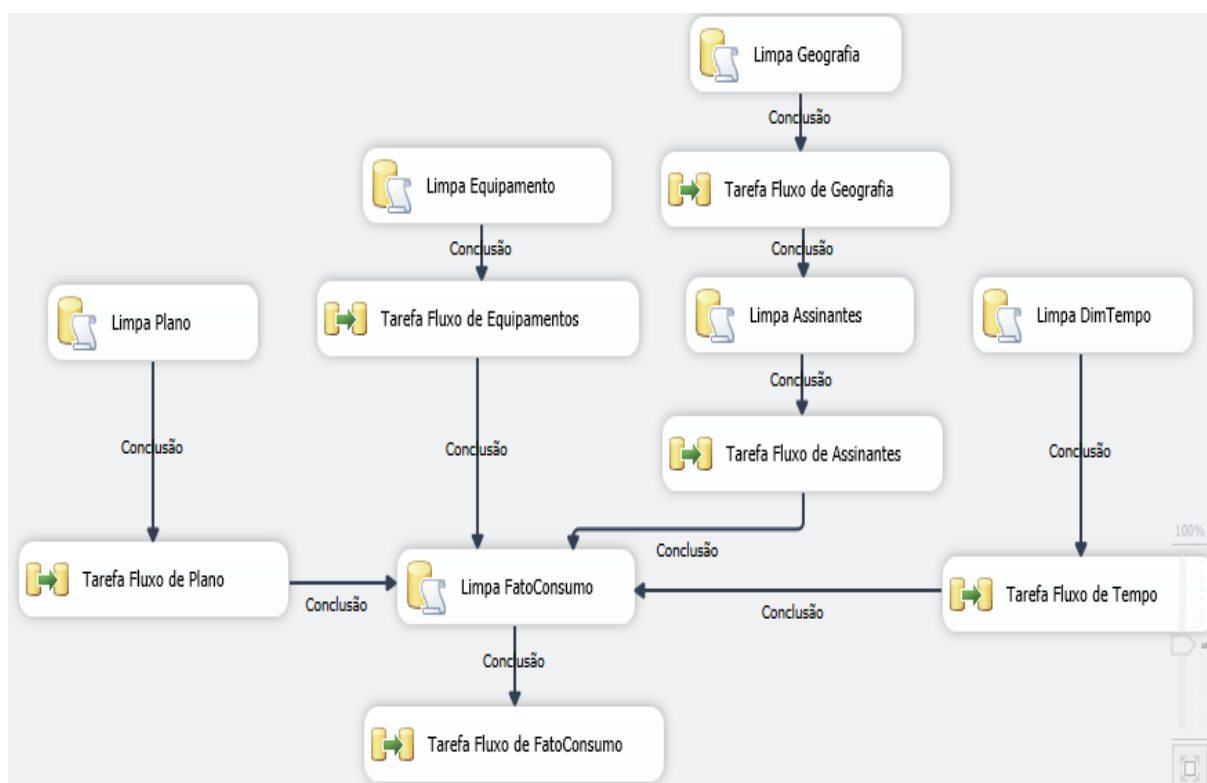 Limpa Geografia
Conclusão
Limpa Equipamento
Tarefa Fluxo de Geografia
Conclusão
Conclusão
Limpa Plano
Tarefa Fluxo de Equipamentos
Limpa Assinantes
Limpa DimTempo
Conclusão
Conclusão
Conclusão
Tarefa Fluxo de Assinantes
Conclusão
100%
Conclusão
Tarefa Fluxo de Plano
Limpa FatoConsumo
Tarefa Fluxo de Tempo
Conclusão
Conclusão
Conclusão
Tarefa Fluxo de FatoConsumo